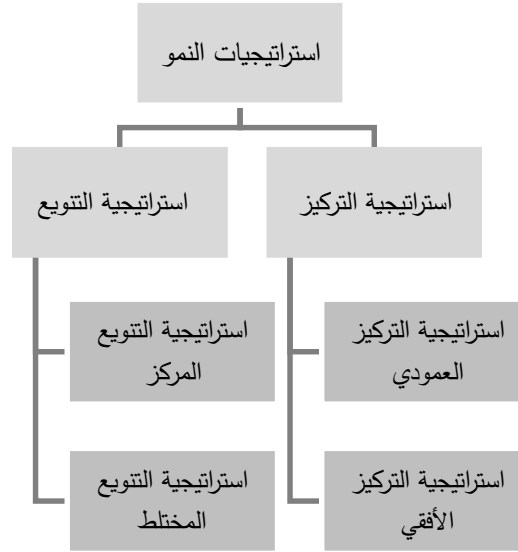 استراتيجيات النمو
استراتيجية التركيز
استراتيجية التنويع
استراتيجية التركيز
العمودي
استراتيجية التنويع
المركز
استراتيجية التركيز
الأفقي
استراتيجية التنويع
المختلط